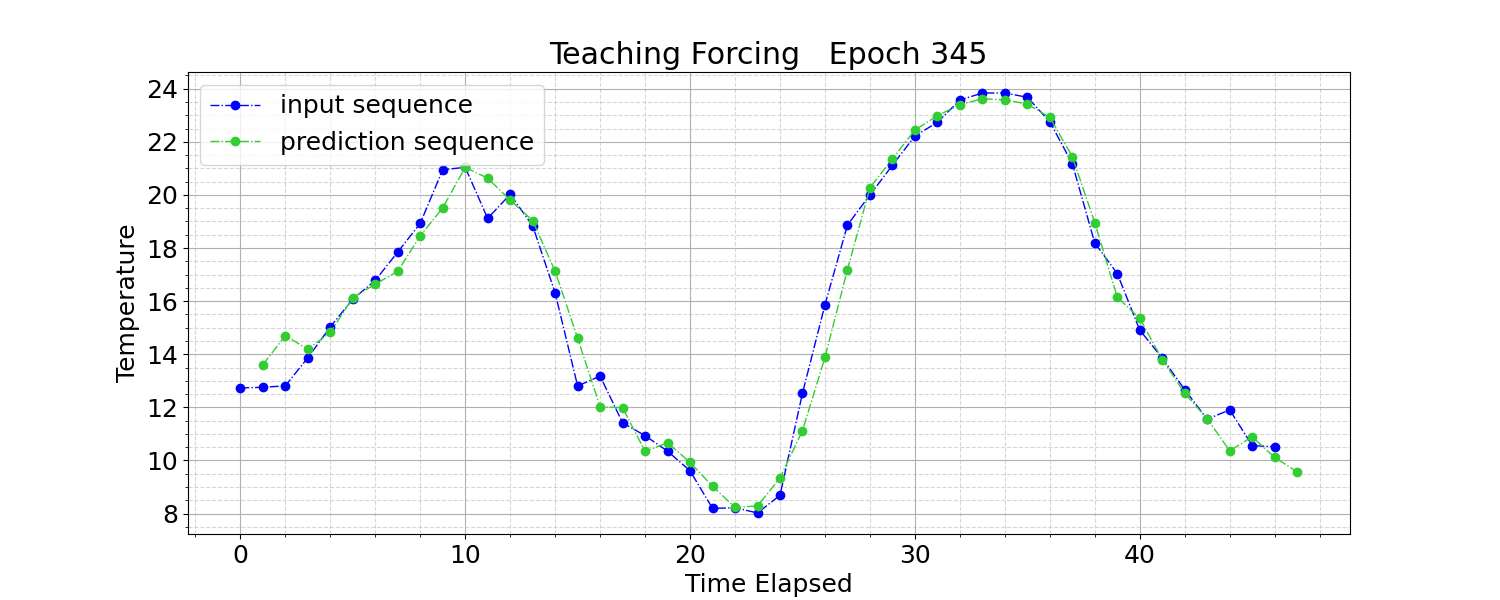 Teaching Forcing   Epoch 345
input sequence
prediction sequence
24
22
20
18
16
14
12
10
8
Temperature
0 10 20 30 40
Time Elapsed